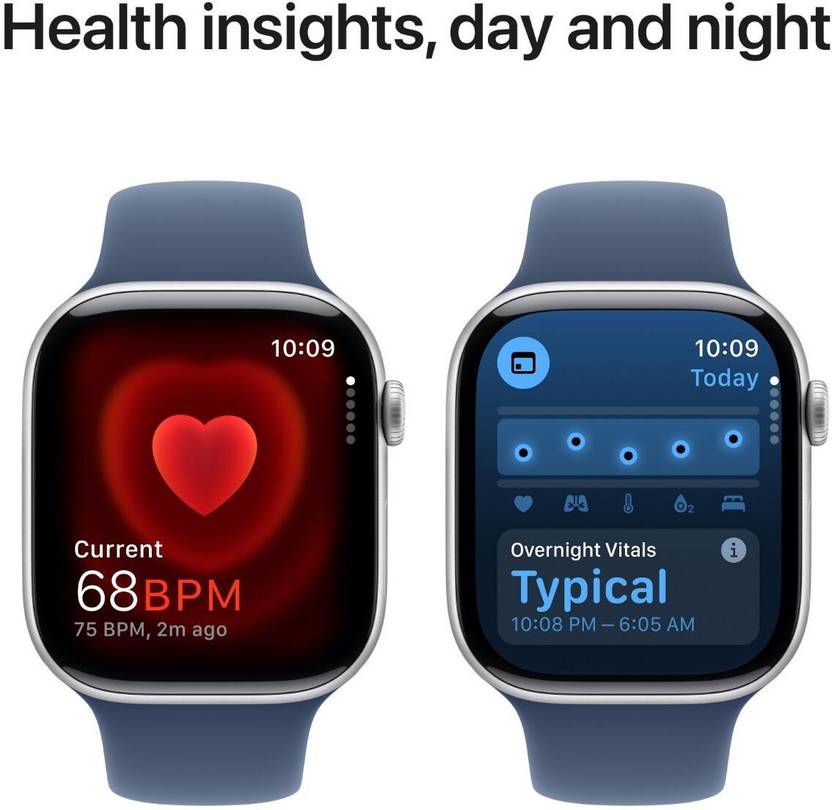 Health insights, day and night
10:09
Current
68BPM
75 BPM, 2m ago
10:09
Today
O2
Overnight Vitals
i
Typical
10:08 PM – 6:05 AM